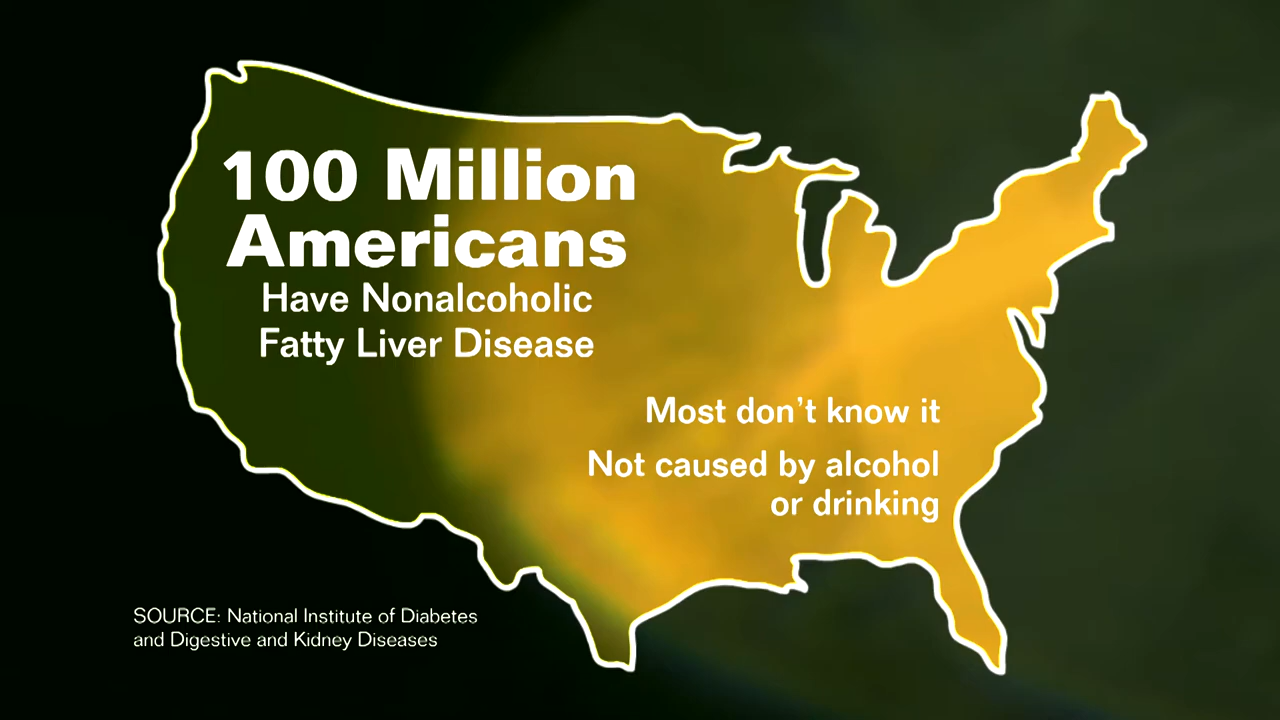 100 Million
Americans
Have Nonalcoholic
Fatty Liver Disease
Most don't know it
Not caused by alcohol
or drinking
SOURCE: National Institute of Diabetes
and Digestive and Kidney Diseases